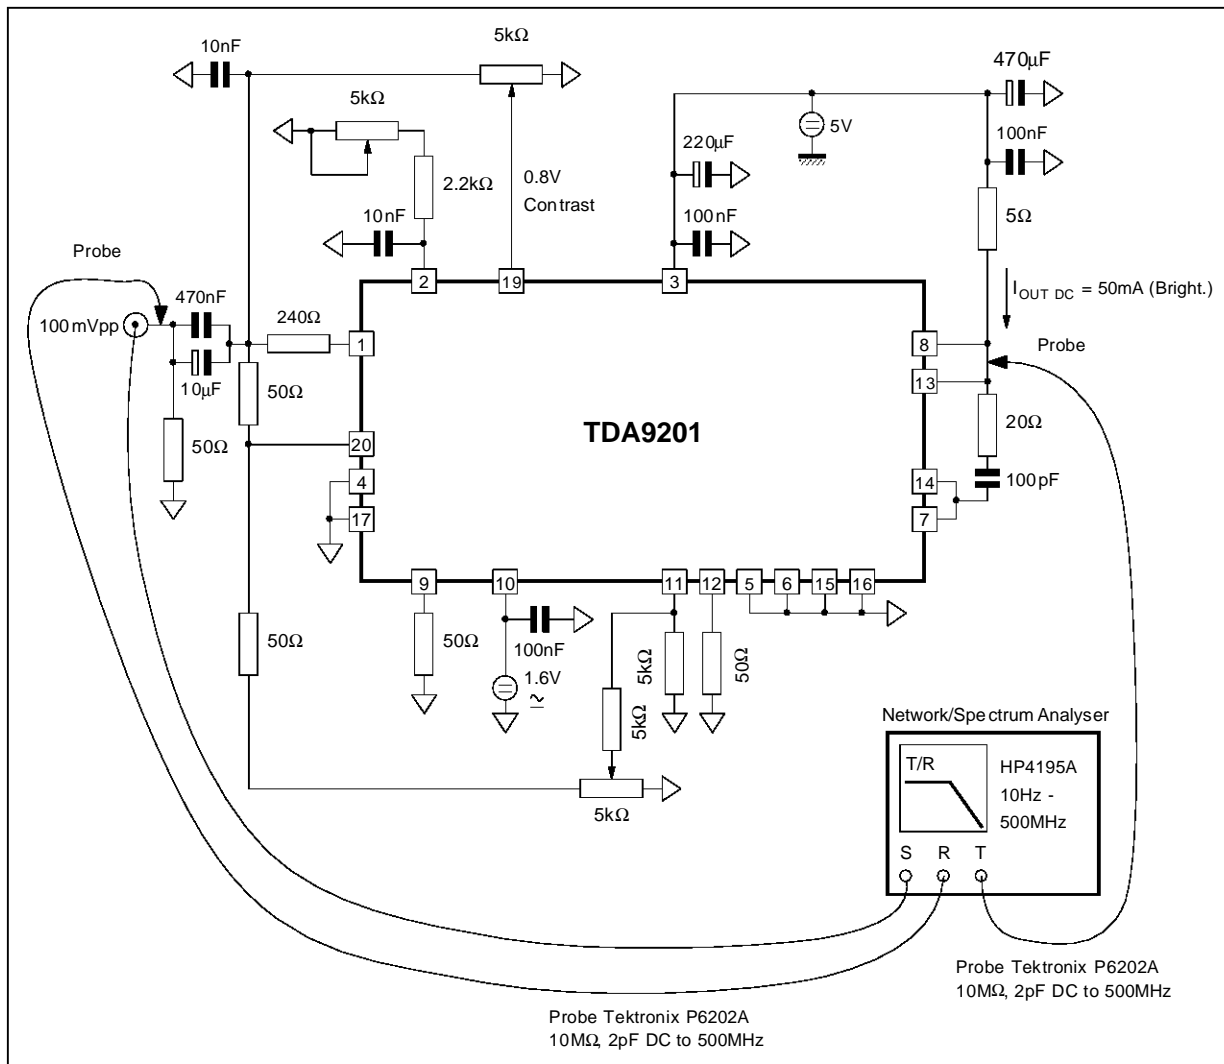 10nF
5kΩ
470µF
5kΩ
5V
220µF
100nF
2.2kΩ
0.8V
Contrast
10nF
100nF
5Ω
Probe
2
19
3
470nF
I OUT DC = 50mA (Bright.)
100mVpp
240Ω
1
8
Probe
10µF
50Ω
13
20Ω
TDA9201
50Ω
20
4
14
100pF
17
7
9
10
11
12
5
6
15
16
50Ω
50Ω
100nF
5kΩ
50Ω
1.6V
5kΩ
5kΩ
Network/Spectrum Analyser
T/R
HP4195A
10Hz -
500MHz
S R T
Probe Tektronix P6202A
10MΩ, 2pF DC to 500MHz
Probe Tektronix P6202A
10MΩ, 2pF DC to 500MHz